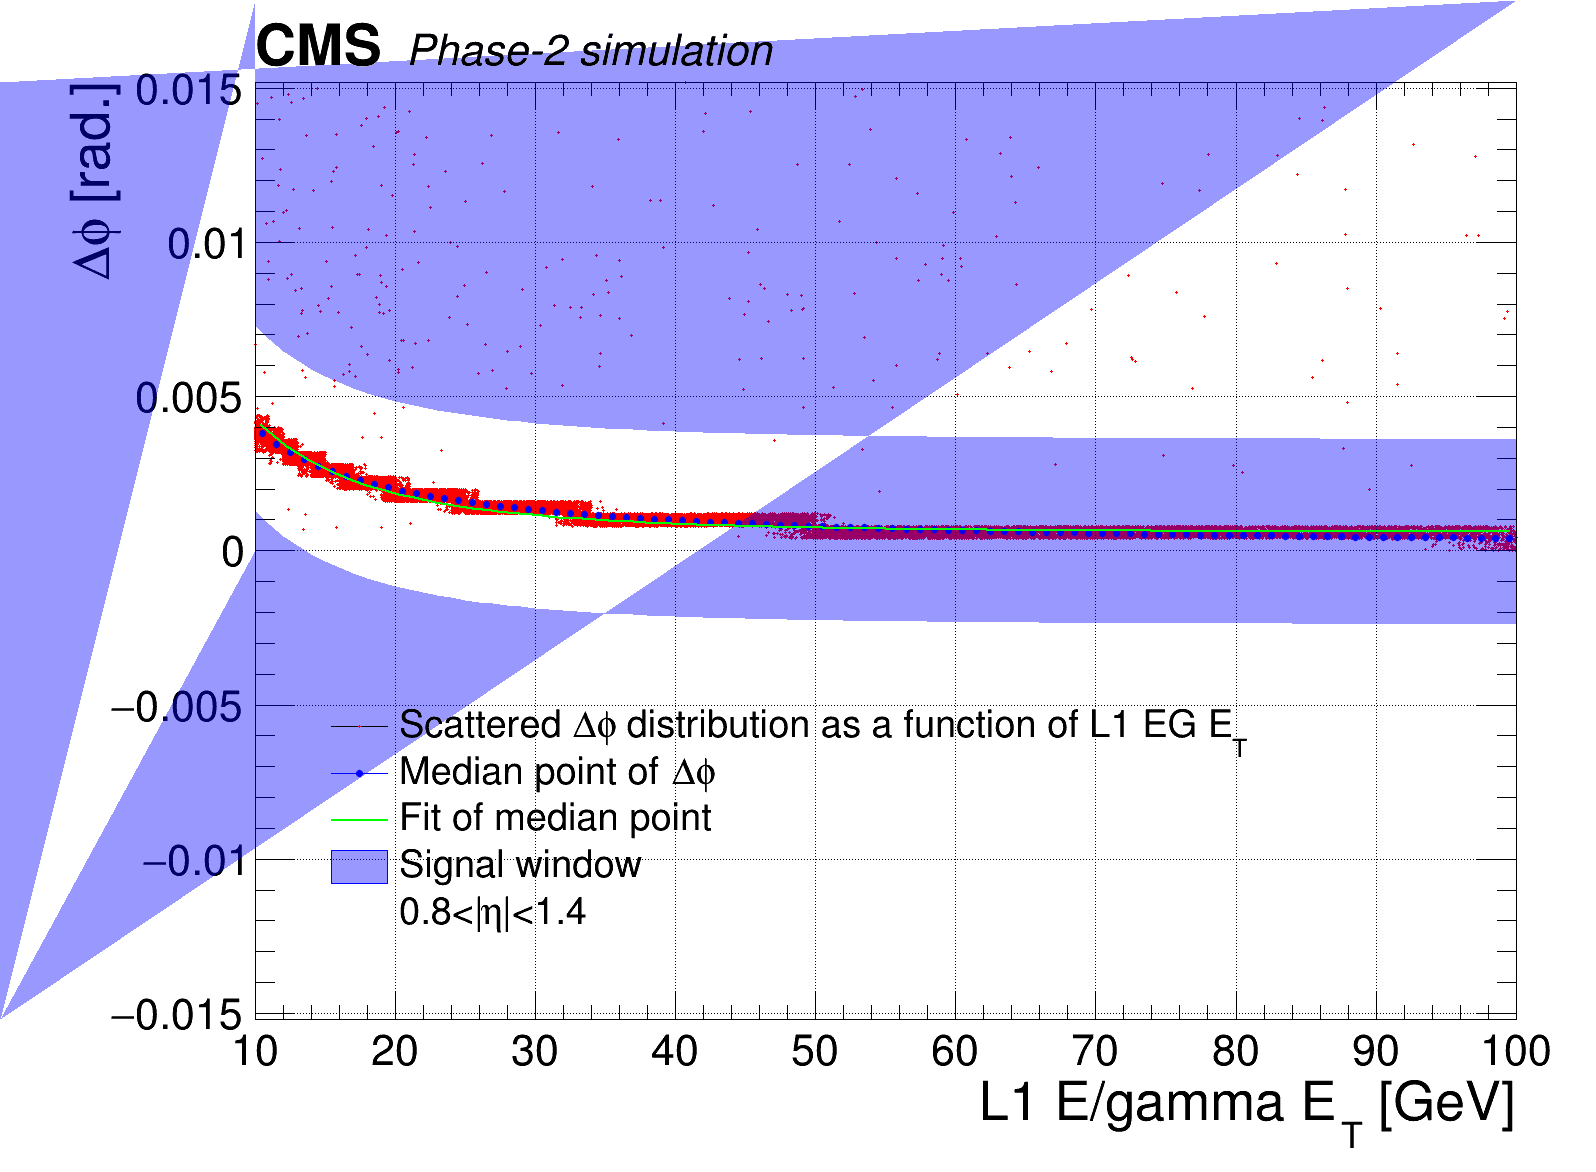 CMS Phase-2 simulation
Δϕ [rad.]
0.015
0.01
0.005
0
−0.005
−0.01
−0.015
Scattered Δϕ distribution as a function of L1 EG E_T
Median point of Δϕ
Fit of median point
Signal window
0.8<|η|<1.4
10 20 30 40 50 60 70 80 90 100
L1 E/gamma E_T [GeV]